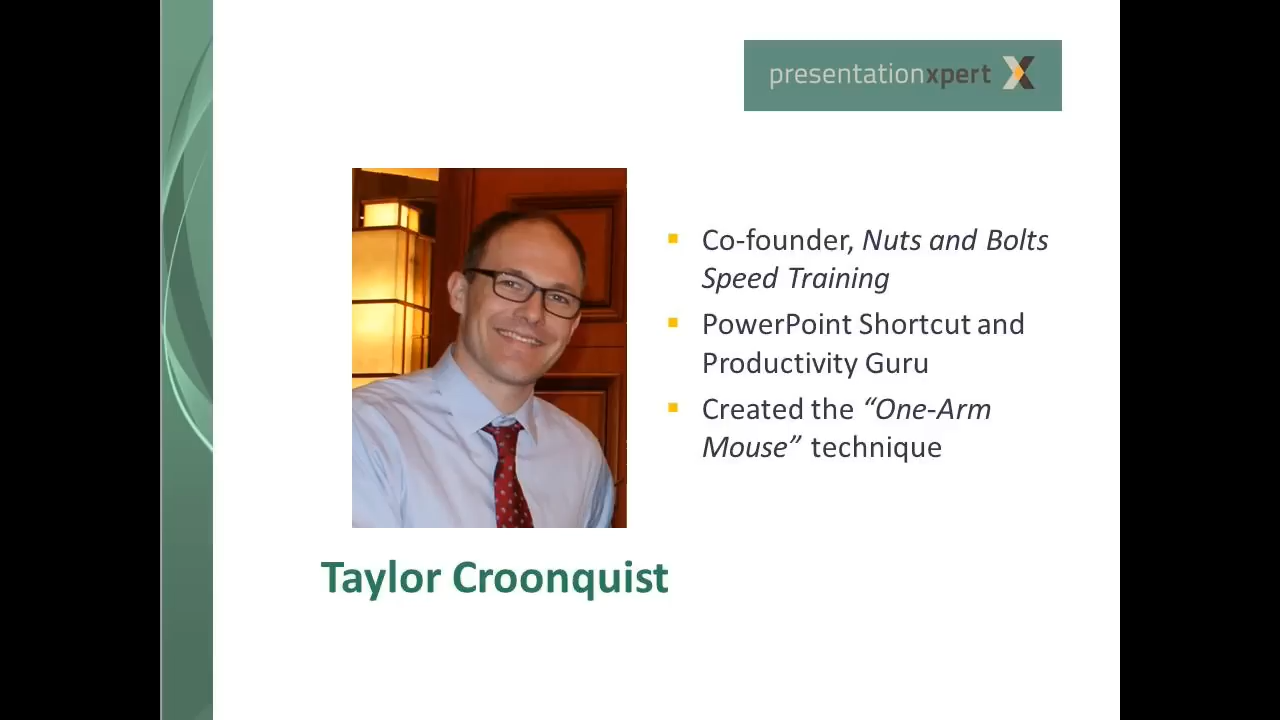 presentationxpert
Co-founder, Nuts and Bolts
Speed Training
PowerPoint Shortcut and
Productivity Guru
Created the “One-Arm
Mouse” technique
Taylor Croonquist